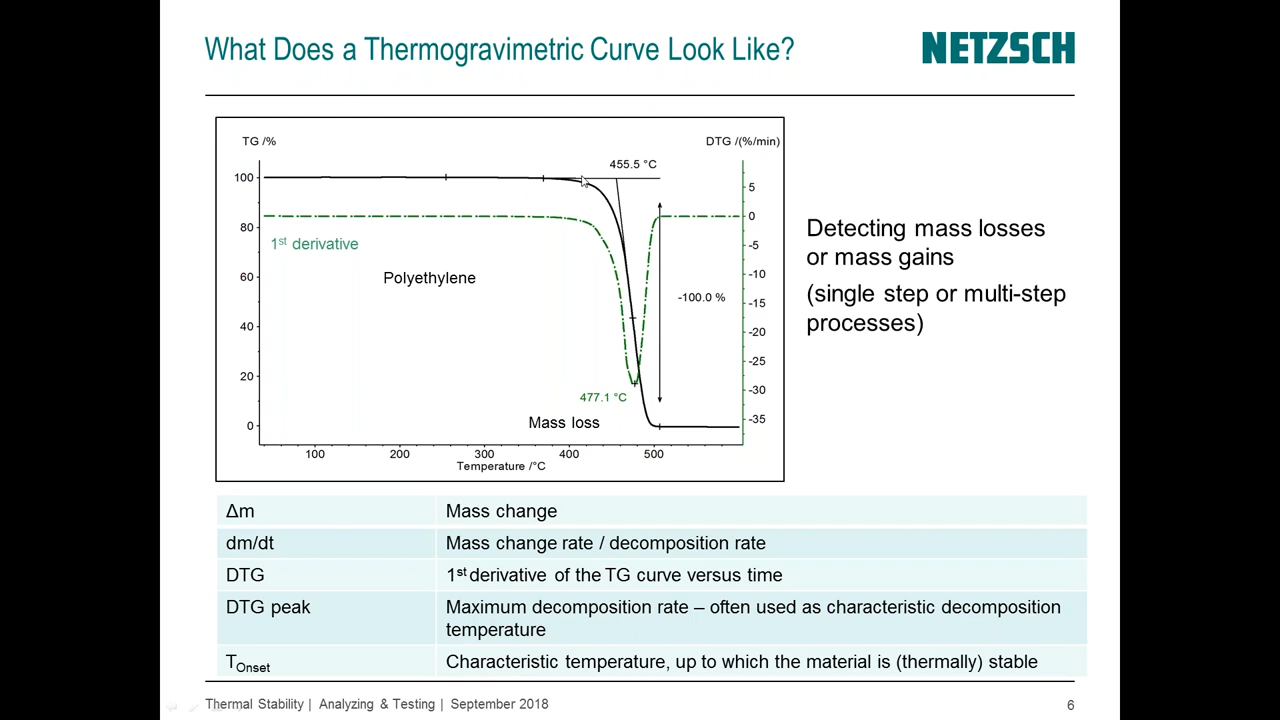 What Does a Thermogravimetric Curve Look Like?
NETZSCH
TG /%
DTG /(%/min)
455.5 °C
100
80
60
40
20
0
5
0
-5
-10
-15
-20
-25
-30
-35
1st derivative
Polyethylene
-100.0 %
477.1 °C
Mass loss
100
200
300
400
500
Temperature /°C
Detecting mass losses
or mass gains
(single step or multi-step
processes)
Δm
Mass change
dm/dt
Mass change rate / decomposition rate
DTG
1st derivative of the TG curve versus time
DTG peak
Maximum decomposition rate – often used as characteristic decomposition
temperature
TOnset
Characteristic temperature, up to which the material is (thermally) stable
Thermal Stability | Analyzing & Testing | September 2018
6